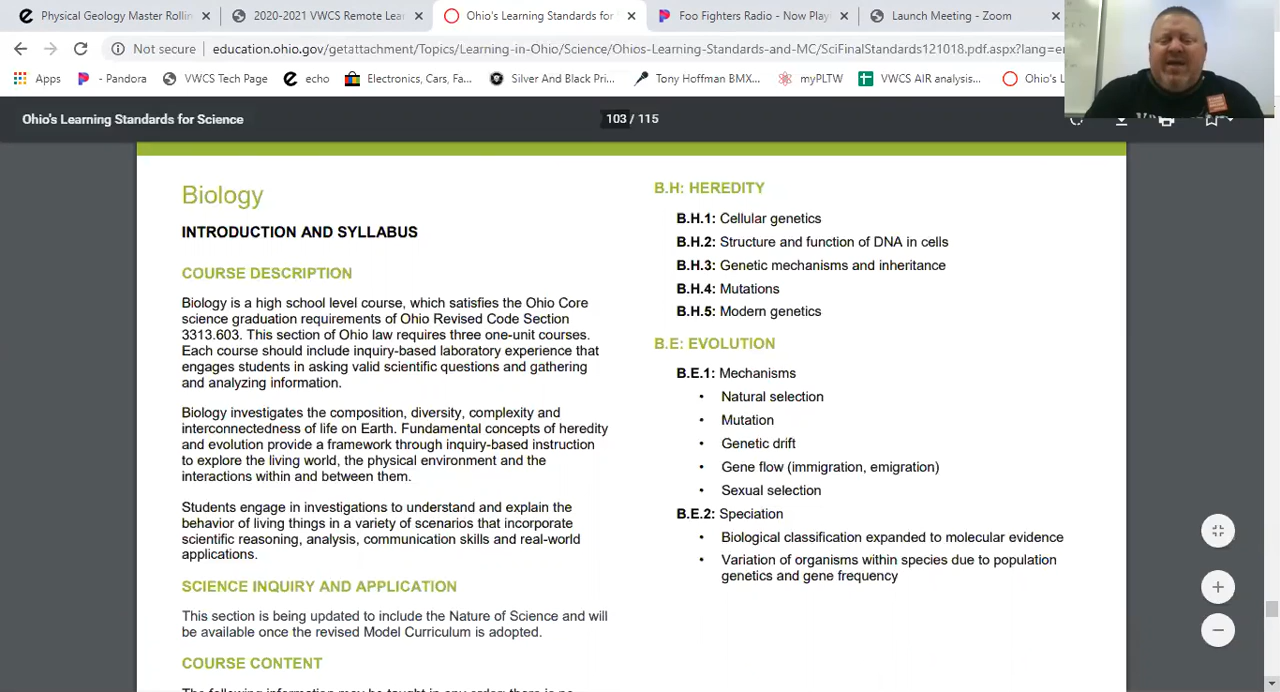 Physical Geology Master Rollin
2020-2021 VWCS Remote Lea
Ohio's Learning Standards for
Foo Fighters Radio - Now Play
Launch Meeting - Zoom
Not secure
education.ohio.gov/getattachment/Topics/Learning-in-Ohio/Science/Ohios-Learning-Standards-and-MC/SciFinalStandards121018.pdf.aspx?lang=en
Apps
- Pandora
VWCS Tech Page
echo
Electronics, Cars, Fa...
Silver And Black Pri...
Tony Hoffman BMX...
myPLTW
VWCS AIR analysis...
Ohio's L
Ohio's Learning Standards for Science
103 / 115
Biology
INTRODUCTION AND SYLLABUS
COURSE DESCRIPTION
Biology is a high school level course, which satisfies the Ohio Core
science graduation requirements of Ohio Revised Code Section
3313.603. This section of Ohio law requires three one-unit courses.
Each course should include inquiry-based laboratory experience that
engages students in asking valid scientific questions and gathering
and analyzing information.
Biology investigates the composition, diversity, complexity and
interconnectedness of life on Earth. Fundamental concepts of heredity
and evolution provide a framework through inquiry-based instruction
to explore the living world, the physical environment and the
interactions within and between them.
Students engage in investigations to understand and explain the
behavior of living things in a variety of scenarios that incorporate
scientific reasoning, analysis, communication skills and real-world
applications.
SCIENCE INQUIRY AND APPLICATION
This section is being updated to include the Nature of Science and will
be available once the revised Model Curriculum is adopted.
COURSE CONTENT
The following information may be taught in any order; there is no
B.H: HEREDITY
B.H.1: Cellular genetics
B.H.2: Structure and function of DNA in cells
B.H.3: Genetic mechanisms and inheritance
B.H.4: Mutations
B.H.5: Modern genetics
B.E: EVOLUTION
B.E.1: Mechanisms
• Natural selection
• Mutation
• Genetic drift
• Gene flow (immigration, emigration)
• Sexual selection
B.E.2: Speciation
• Biological classification expanded to molecular evidence
• Variation of organisms within species due to population
genetics and gene frequency